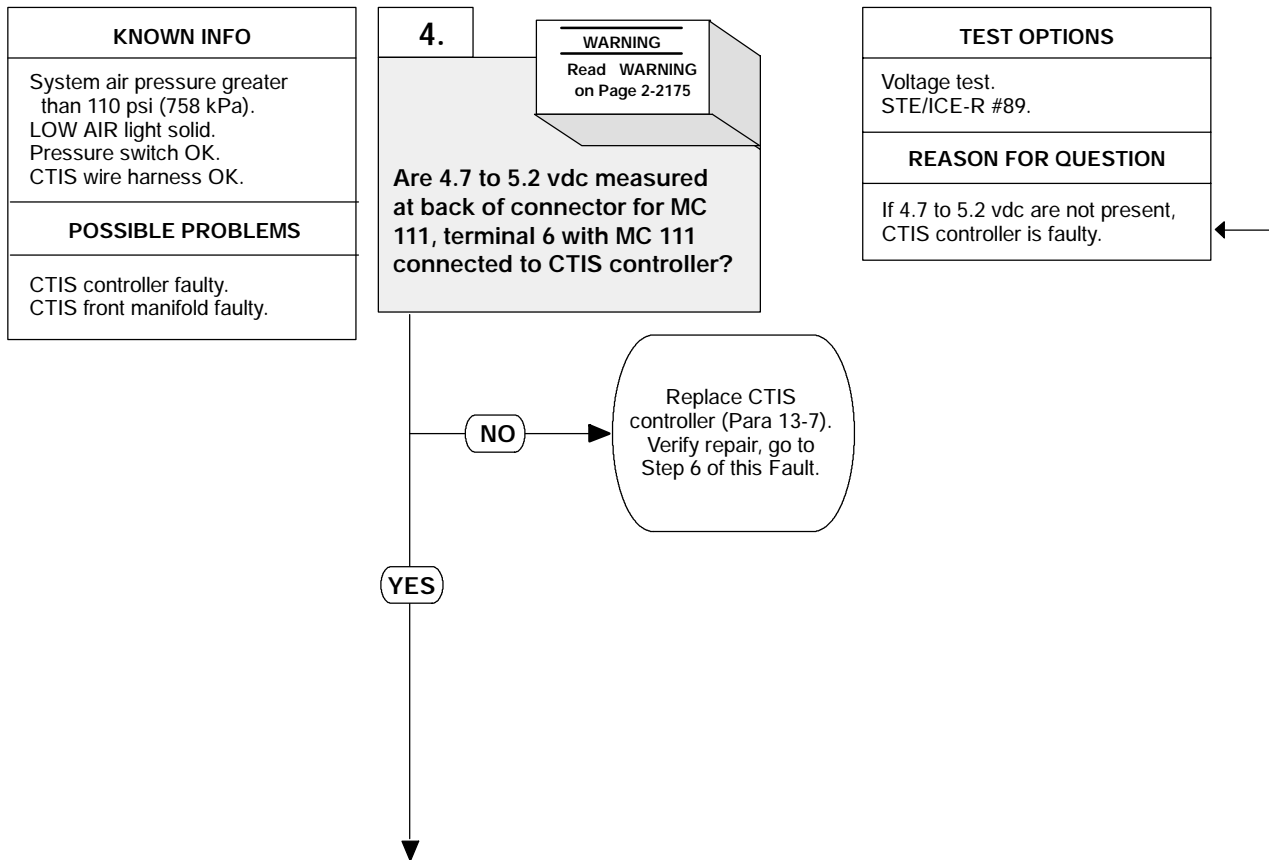 KNOWN INFO
System air pressure greater
than 110 psi (758 kPa).
LOW AIR light solid.
Pressure switch OK.
CTIS wire harness OK.
POSSIBLE PROBLEMS
CTIS controller faulty.
CTIS front manifold faulty.
4.
WARNING
Read WARNING
on Page 2-2175
Are 4.7 to 5.2 vdc measured
at back of connector for MC
111, terminal 6 with MC 111
connected to CTIS controller?
TEST OPTIONS
Voltage test.
STE/ICE-R #89.
REASON FOR QUESTION
If 4.7 to 5.2 vdc are not present,
CTIS controller is faulty.
NO
Replace CTIS
controller (Para 13-7).
Verify repair, go to
Step 6 of this Fault.
YES